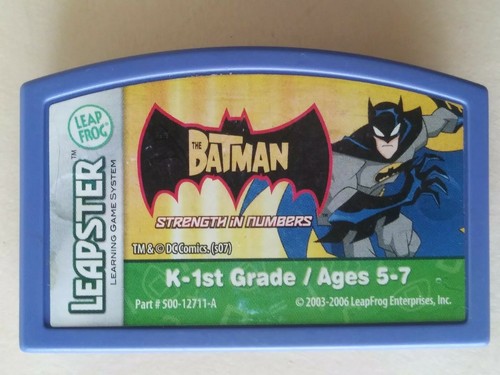 LEAP
FROG
LEAPSTER™
LEARNING GAME SYSTEM
THE
BATMAN
STRENGTH IN NUMBERS
TM & © DC Comics. (s07)
K-1st Grade / Ages 5-7
Part # 500-12711-A
© 2003-2006 LeapFrog Enterprises, Inc.